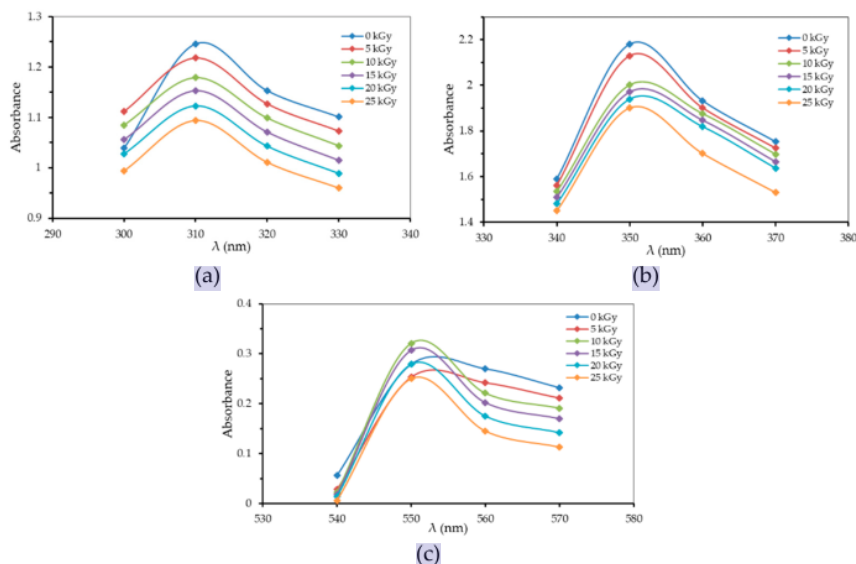 1.3
1.2
1.1
1
0.9
Absorbance
290
300
310
320
330
340
λ (nm)
0 kGy
5 kGy
10 kGy
15 kGy
20 kGy
25 kGy
(a)
2.2
2
1.8
1.6
1.4
Absorbance
330
340
350
360
370
380
λ (nm)
0 kGy
5 kGy
10 kGy
15 kGy
20 kGy
25 kGy
(b)
0.4
0.3
0.2
0.1
0
Absorbance
530
540
550
560
570
580
λ (nm)
0 kGy
5 kGy
10 kGy
15 kGy
20 kGy
25 kGy
(c)